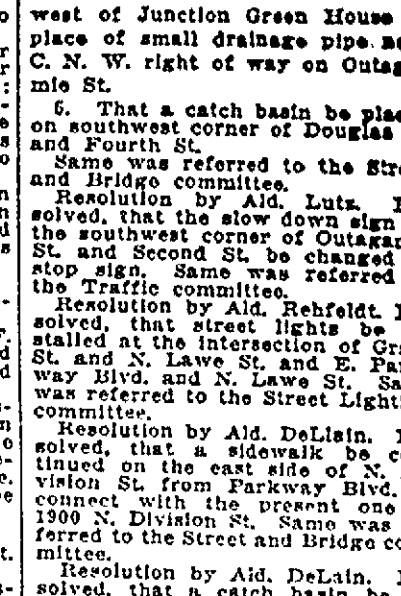 west of Junction Green House
place of small drainage pipe
C. N. W. right of way on Outag
mie St.
6. That a catch basin be plac
on southwest corner of Douglas
and Fourth St.
Same was referred to the Stre
and Bridge committee.
Resolution by Ald. Lutz.
solved, that the slow down sign
the southwest corner of Outagam
St. and Second St. be changed
stop sign. Same was referred
the Traffic committee.
Resolution by Ald. Rehfeldt.
solved, that street lights be
stalled at the intersection of Gra
St. and N. Lawe St. and E. Par
way Blvd. and N. Lawe St. Sa
was referred to the Street Light
committee.
Resolution by Ald. DeLain.
solved, that a sidewalk be c
tinued on the east side of N.
vision St. from Parkway Blvd.
connect with the present one
1900 N. Division St. Same was
ferred to the Street and Bridge co
mittee.
Resolution by Ald. DeLain.
solved, that a catch basin be